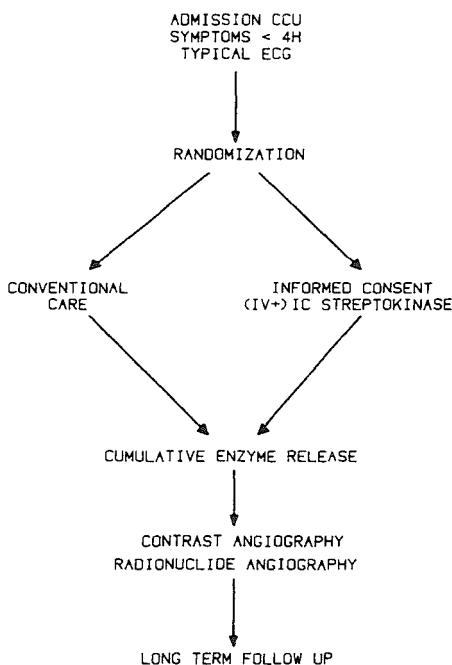 ADMISSION CCU
SYMPTOMS < 4H
TYPICAL ECG
RANDOMIZATION
CONVENTIONAL
CARE
INFORMED CONSENT
(IV+) IC STREPTOKINASE
CUMULATIVE ENZYME RELEASE
CONTRAST ANGIOGRAPHY
RADIONUCLIDE ANGIOGRAPHY
LONG TERM FOLLOW UP